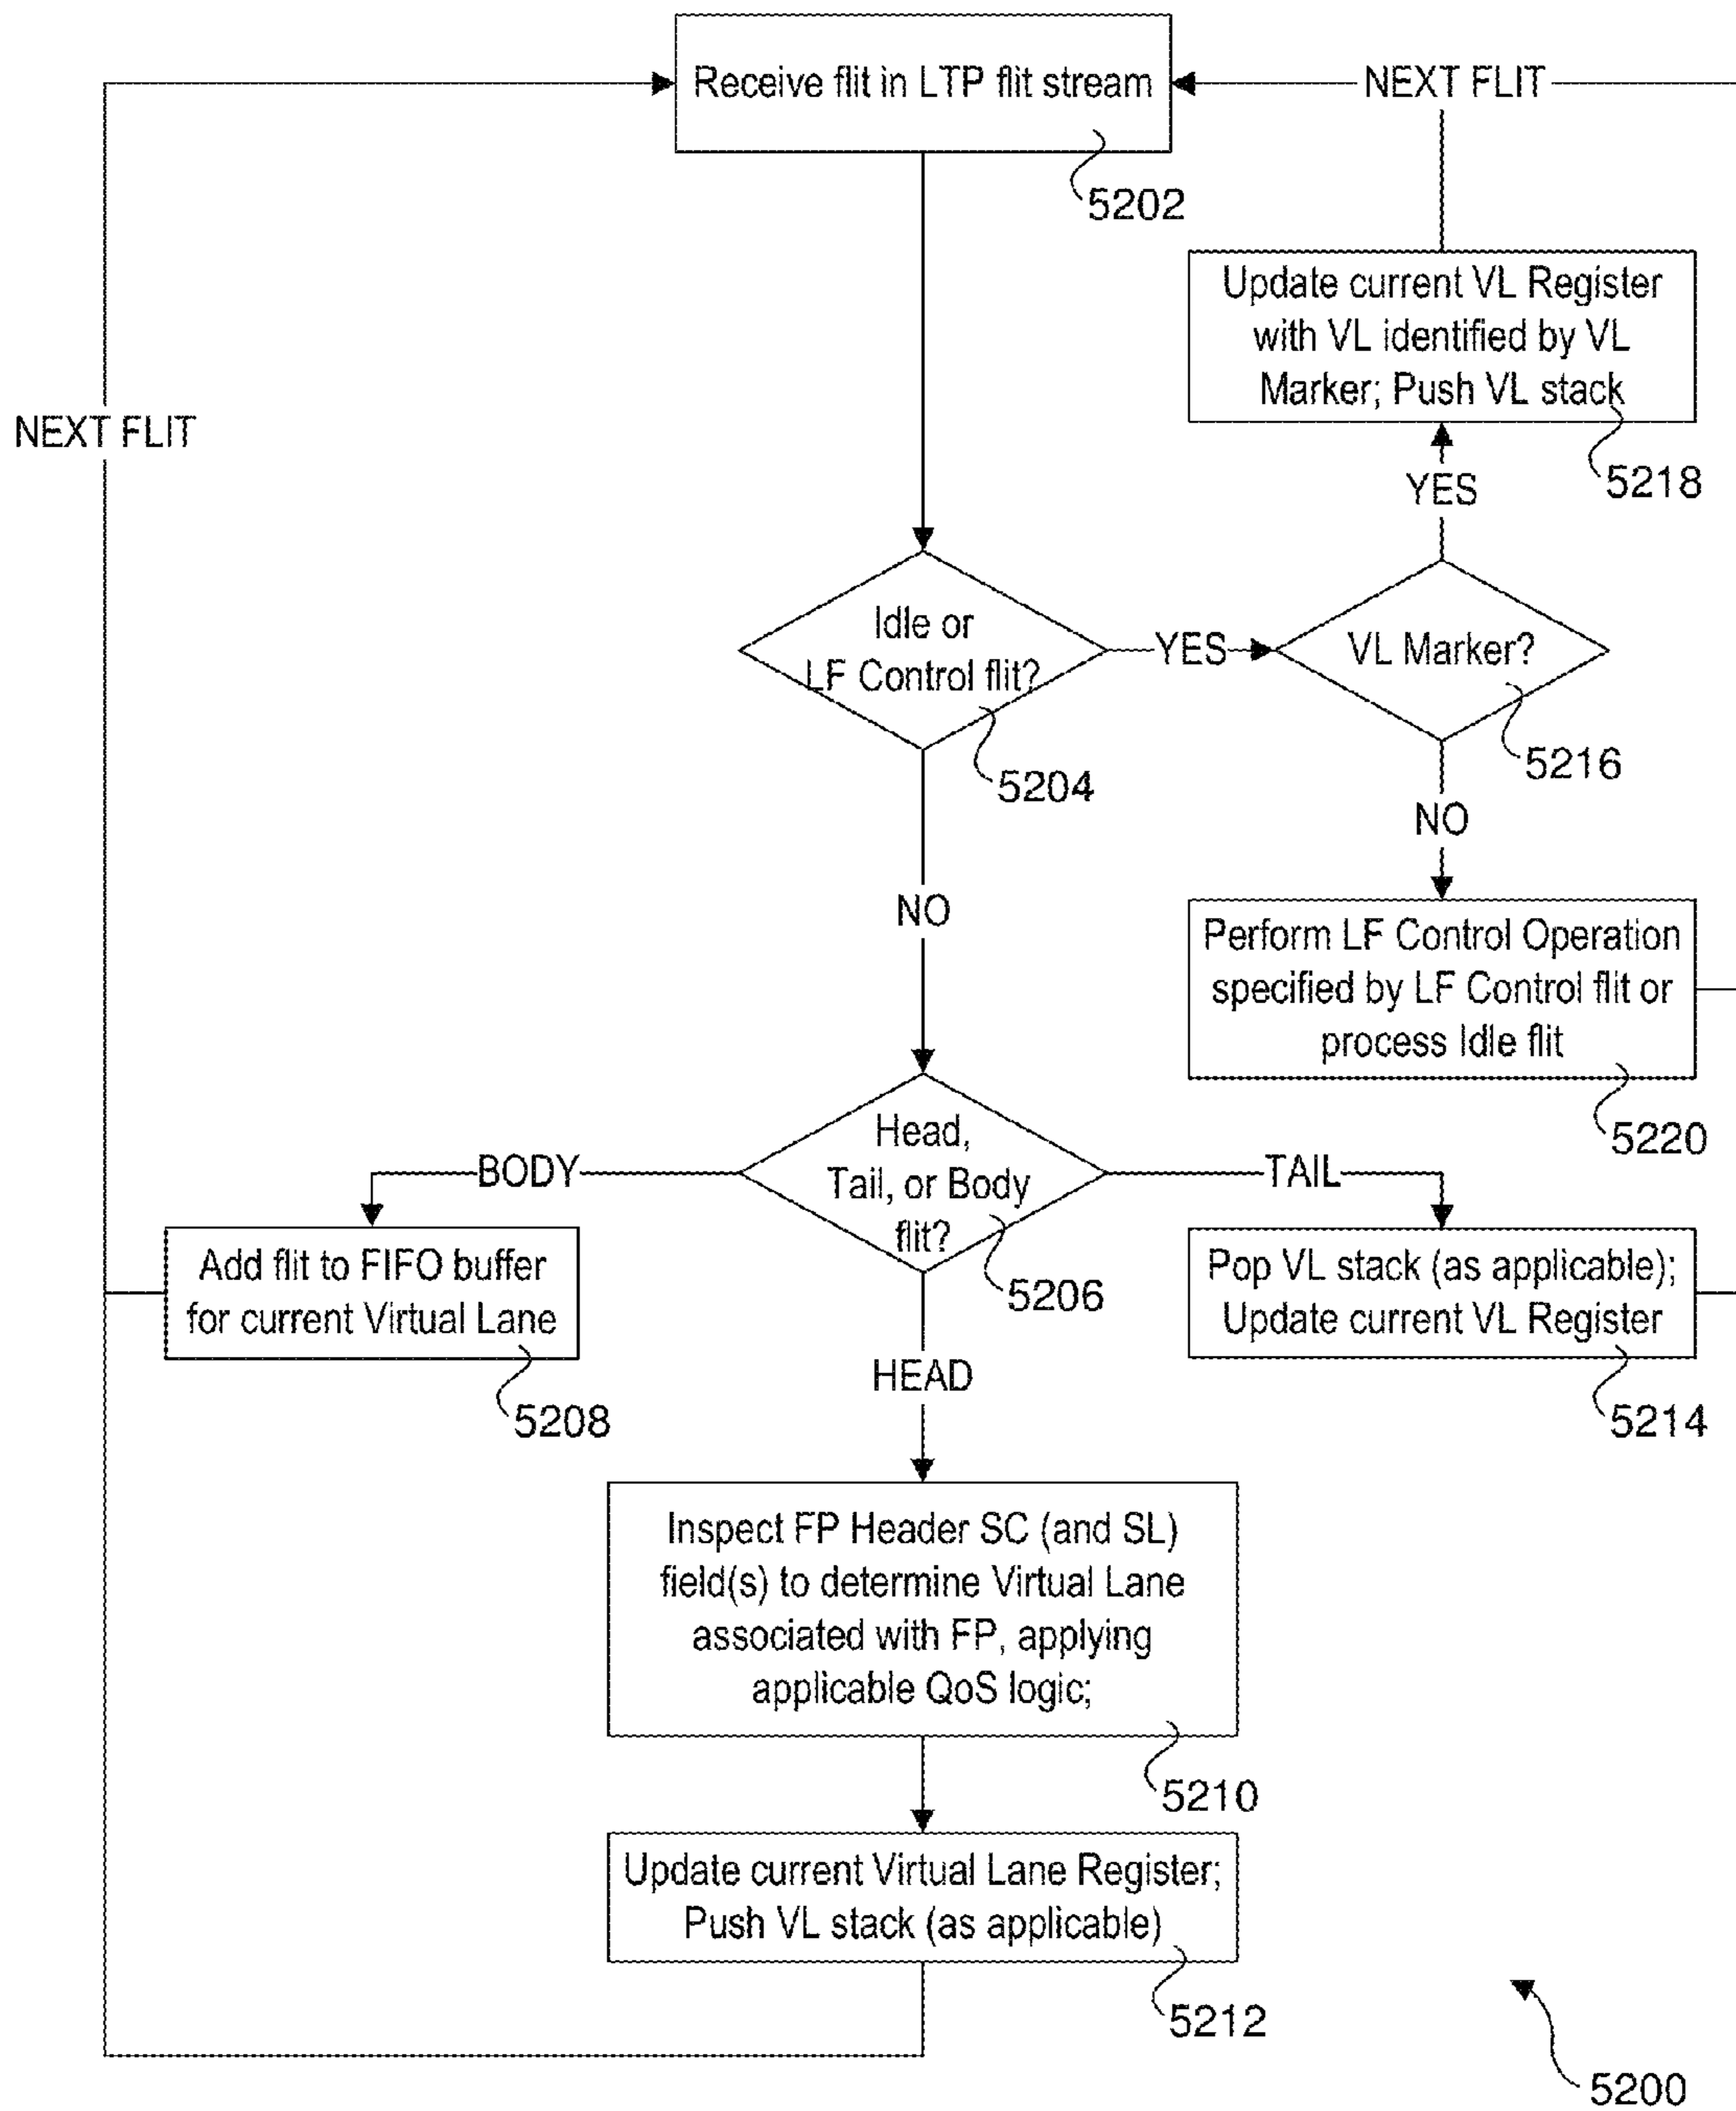 Receive flit in LTP flit stream
NEXT FLIT
5202
Update current VL Register
with VL identified by VL
Marker; Push VL stack
NEXT FLIT
5218
YES
Idle or
LF Control flit?
YES
VL Marker?
5216
5204
NO
NO
Perform LF Control Operation
specified by LF Control flit or
process Idle flit
5220
Head,
Tail, or Body
flit?
BODY
TAIL
5206
Add flit to FIFO buffer
for current Virtual Lane
5208
Pop VL stack (as applicable);
Update current VL Register
5214
HEAD
Inspect FP Header SC (and SL)
field(s) to determine Virtual Lane
associated with FP, applying
applicable QoS logic;
5210
Update current Virtual Lane Register;
Push VL stack (as applicable)
5212
5200